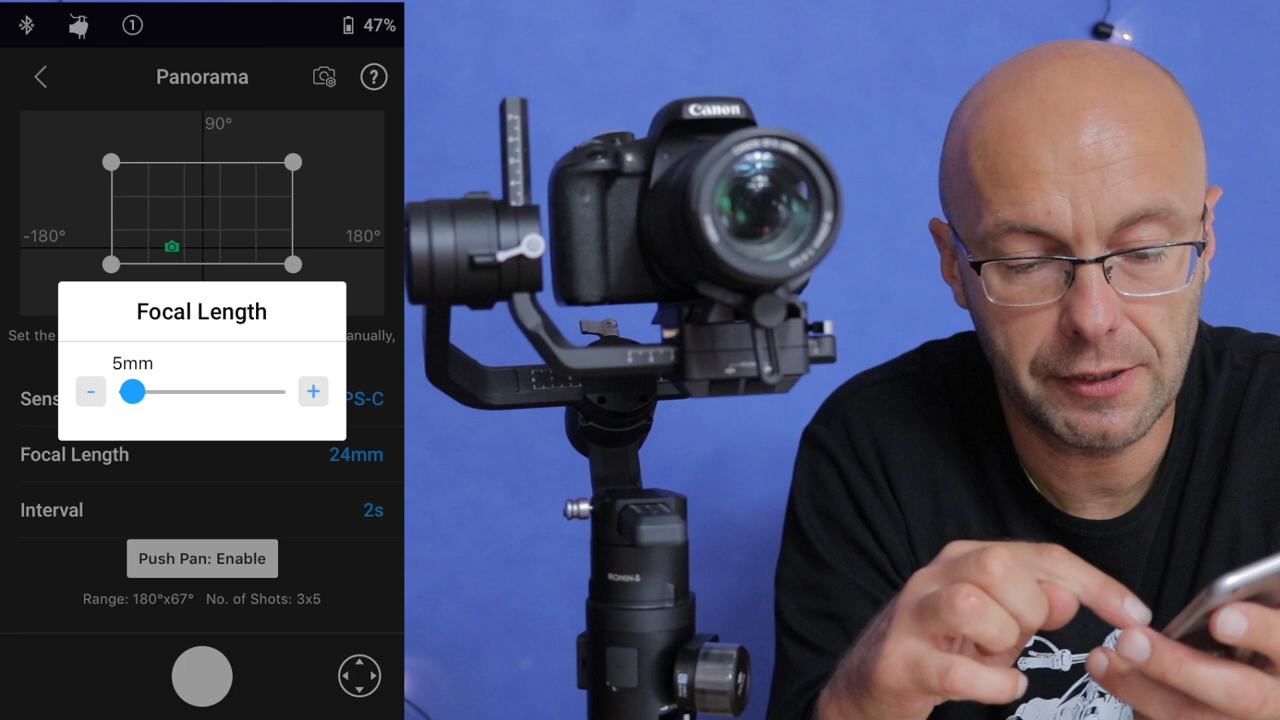 1
47%
Panorama
?
90°
-180°
180°
Focal Length
Set the
anually,
5mm
-
+
Sens
PS-C
Focal Length
24mm
Interval
2s
Push Pan: Enable
Range: 180°x67° No. of Shots: 3x5
Canon
RONIN-S